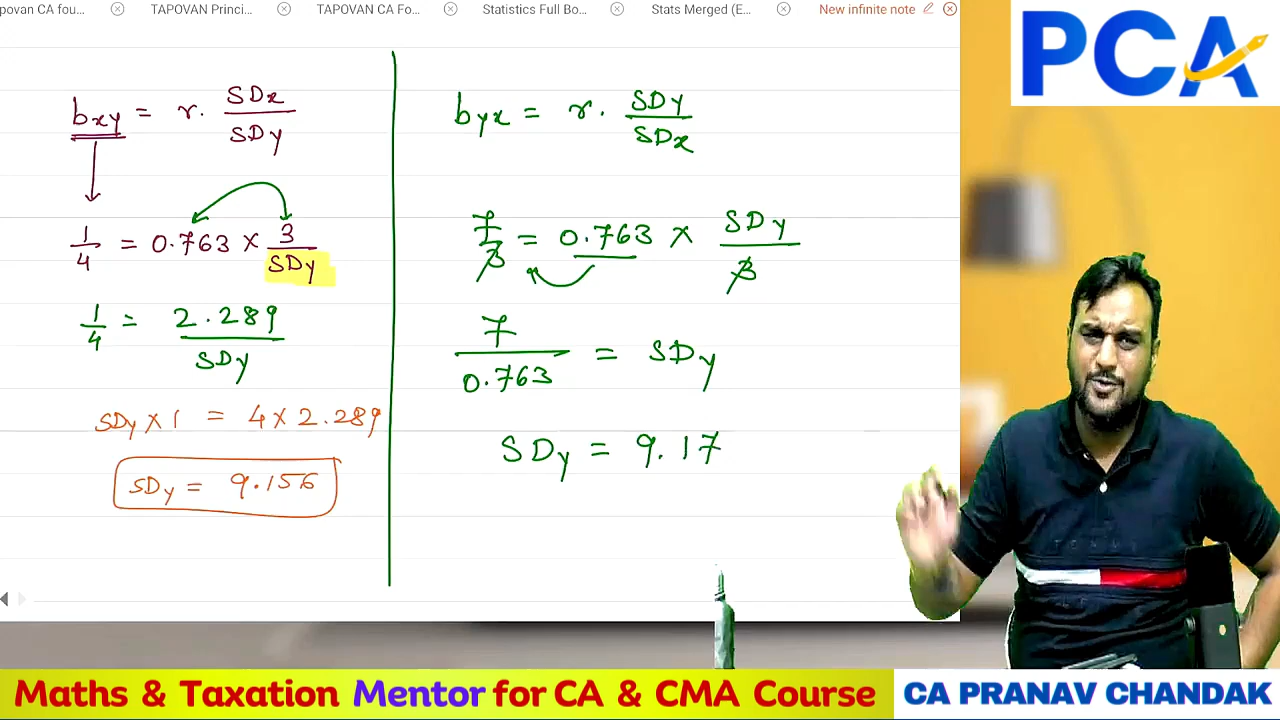 povan CA fou... TAPOVAN Princi... TAPOVAN CA Fo... Statistics Full Bo... Stats Merged (E... New infinite note
PCA
bxy = r. SDx/SDy
↓
1/4 = 0.763 × 3/SDy
1/4 = 2.289/SDy
SDy × 1 = 4 × 2.289
SDy = 9.156
byx = r. SDy/SDx
7/3 = 0.763 × SDy/3
7/0.763 = SDy
SDy = 9.17
Maths & Taxation Mentor for CA & CMA Course
CA PRANAV CHANDAK